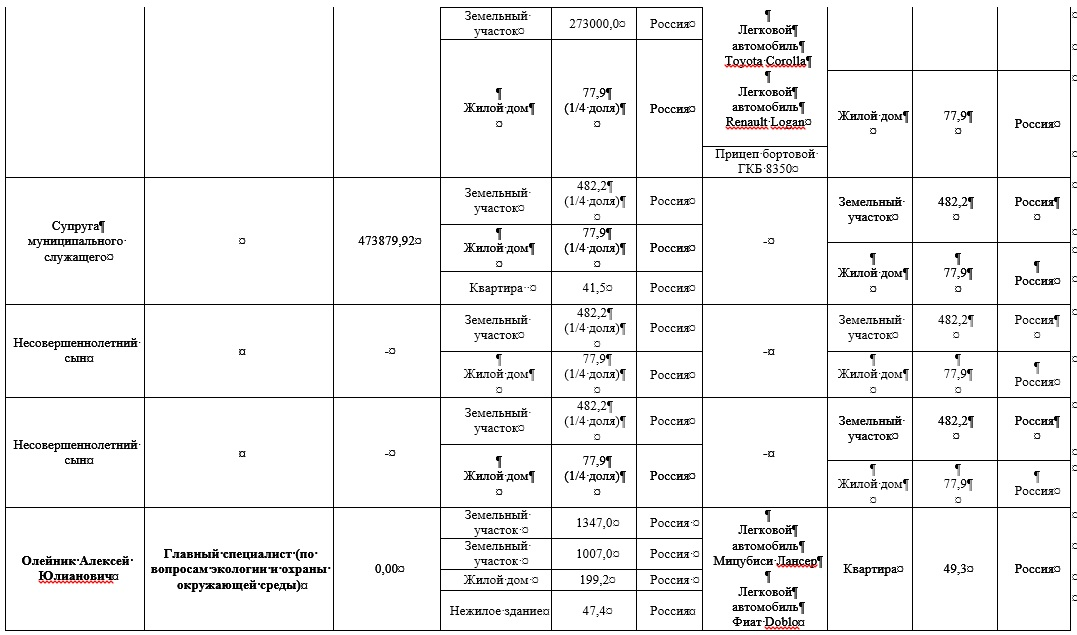 Земельный участок 273000,0 Россия
Легковой автомобиль Toyota Corolla
Легковой автомобиль Renault Logan
Прицеп бортовой ГКБ 8350
Жилой дом 77,9 (1/4 доля) Россия
Жилой дом 77,9 Россия
Супруга муниципального служащего
473879,92
Земельный участок 482,2 (1/4 доля) Россия
Жилой дом 77,9 (1/4 доля) Россия
Квартира 41,5 Россия
-
Земельный участок 482,2 Россия
Жилой дом 77,9 Россия
Несовершенолетний сын
-
Земельный участок 482,2 (1/4 доля) Россия
Жилой дом 77,9 (1/4 доля) Россия
-
Земельный участок 482,2 Россия
Жилой дом 77,9 Россия
Несовершеннолетний сын
-
Земельный участок 482,2 (1/4 доля) Россия
Жилой дом 77,9 (1/4 доля) Россия
-
Земельный участок 482,2 Россия
Жилой дом 77,9 Россия
Олейник Алексей Юлианович
Главный специалист (по вопросам экологии и охраны окружающей среды)
0,00
Земельный участок 1347,0 Россия
Земельный участок 1007,0 Россия
Жилой дом 199,2 Россия
Нежилое здание 47,4 Россия
Легковой автомобиль Мицубиси Лансер
Легковой автомобиль Фиат Doblo
Квартира 49,3 Россия